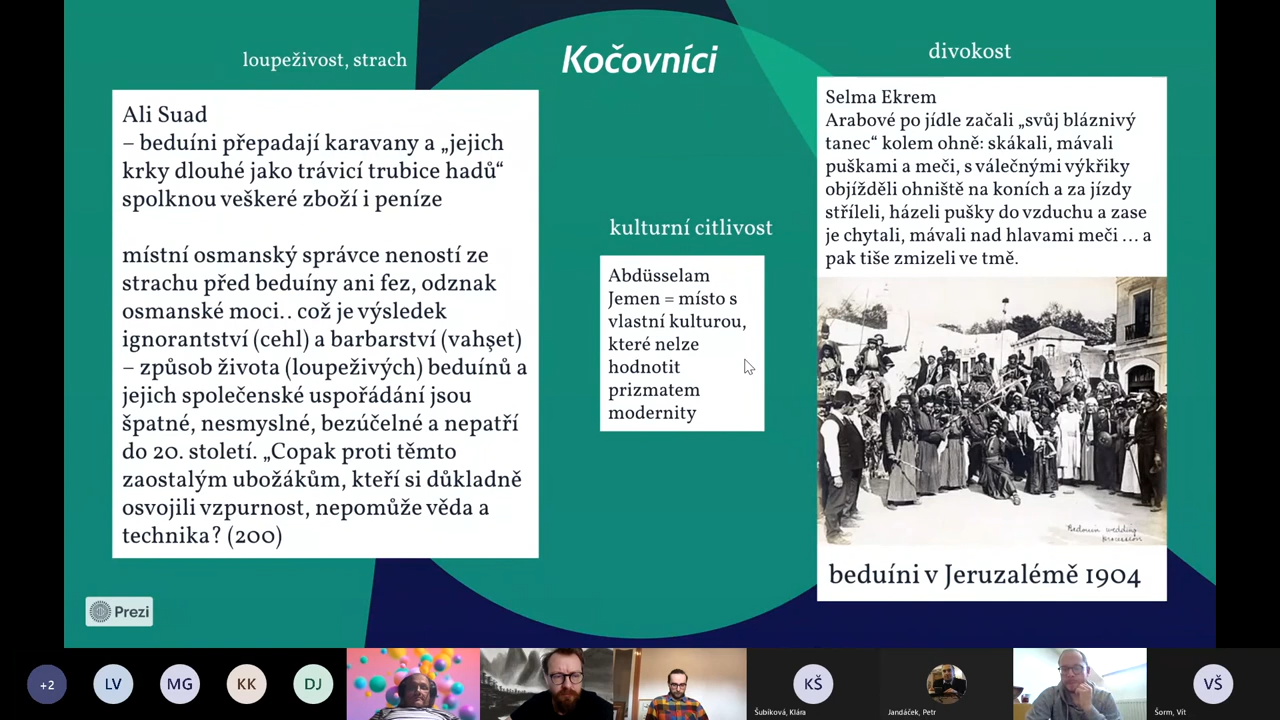 Kočovníci
loupeživost, strach
Ali Suad
– beduíni přepadají karavany a „jejich
krky dlouhé jako trávicí trubice hadů“
spolknou veškeré zboží i peníze
místní osmanský správce nenosí ze
strachu před beduíny ani fez, odznak
osmanské moci.. což je výsledek
ignorantství (cehl) a barbarství (vahşet)
– způsob života (loupeživých) beduínů a
jejich společenské uspořádání jsou
špatné, nesmyslné, bezúčelné a nepatří
do 20. století. „Copak proti těmto
zaostalým ubožákům, kteří si důkladně
osvojili vzpurnost, nepomůže věda a
technika? (200)
kulturní citlivost
Abdüsselam
Jemen = místo s
vlastní kulturou,
které nelze
hodnotit
prizmatem
modernity
divokost
Selma Ekrem
Arabové po jídle začali „svůj bláznivý
tanec“ kolem ohně: skákali, mávali
puškami a meči, s válečnými výkřiky
objížděli ohniště na koních a za jízdy
stříleli, házeli pušky do vzduchu a zase
je chytali, mávali nad hlavami meči ... a
pak tiše zmizeli ve tmě.
Bedouin wedding
procession
beduíni v Jeruzalémě 1904
Prezi
+2
LV
MG
KK
DJ
KŠ
Šubíková, Klára
Jandáček, Petr
VŠ
Šorm, Vít